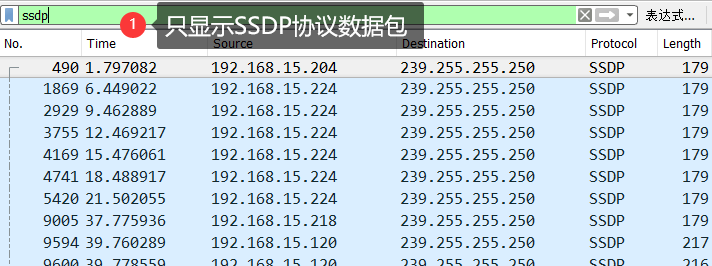 ssdp 表达式…
1 只显示SSDP协议数据包
No. Time Source Destination Protocol Length
490 1.797082 192.168.15.204 239.255.255.250 SSDP 179
1869 6.449022 192.168.15.224 239.255.255.250 SSDP 179
2929 9.462889 192.168.15.224 239.255.255.250 SSDP 179
3755 12.469217 192.168.15.224 239.255.255.250 SSDP 179
4169 15.476061 192.168.15.224 239.255.255.250 SSDP 179
4741 18.488917 192.168.15.224 239.255.255.250 SSDP 179
5420 21.502055 192.168.15.224 239.255.255.250 SSDP 179
9005 37.775936 192.168.15.218 239.255.255.250 SSDP 179
9594 39.760289 192.168.15.120 239.255.255.250 SSDP 217
9600 39.778559 192.168.15.120 239.255.255.250 SSDP 216